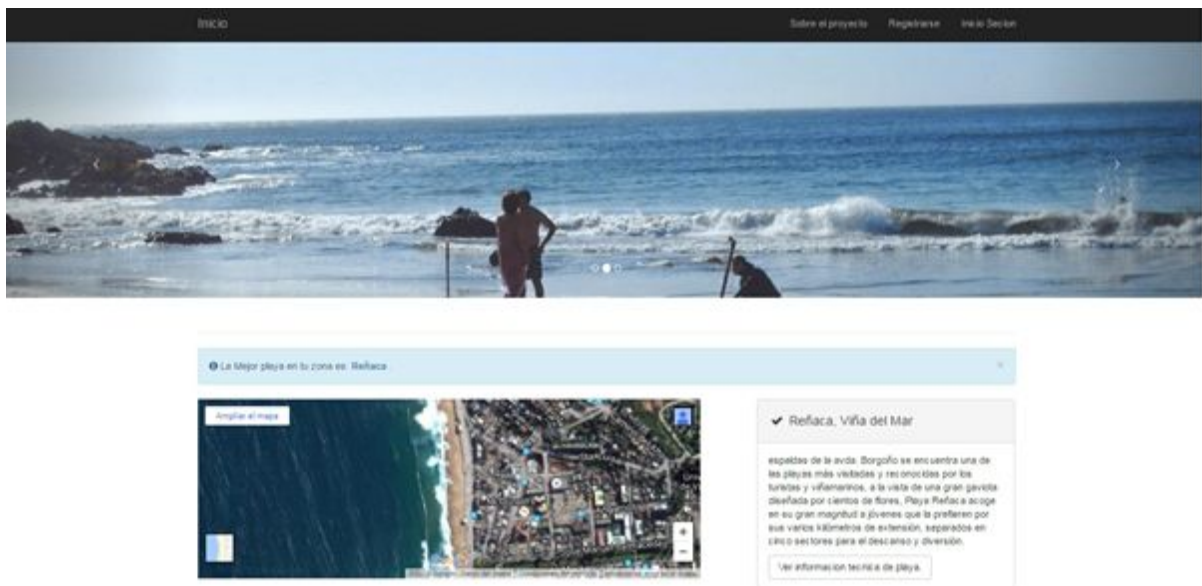 Inicio
Sobre el proyecto Registrarse Inicio Secion
La Mejor playa en tu zona es: Reñaca
×
Ampliar el mapa
Reñaca, Viña del Mar
espaldas de la avda. Borgoño se encuentra una de
las playas más visitadas y reconocidas por los
turistas y viñamarinos, a la vista de una gran gaviota
diseñada por cientos de flores, Playa Reñaca acoge
en su gran magnitud a jóvenes que la prefieren por
sus varios kilómetros de extensión, separados en
cinco sectores para el descanso y diversión.
Ver informacion tecnica de playa.
+
−